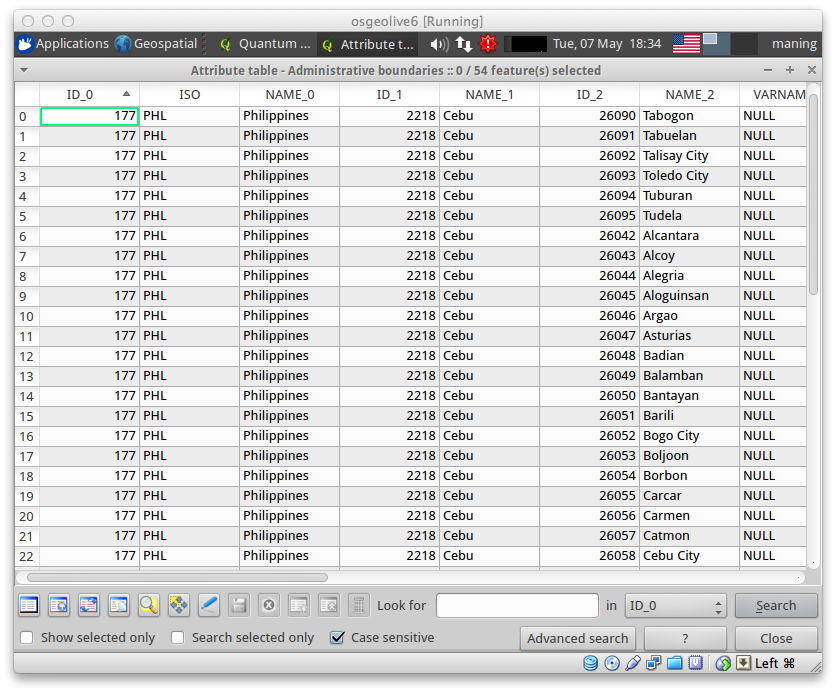 osgeolive6 [Running]
Applications Geospatial Quantum ... Attribute t... Tue, 07 May 18:34 maning
Attribute table - Administrative boundaries :: 0 / 54 feature(s) selected
ID_0 ISO NAME_0 ID_1 NAME_1 ID_2 NAME_2 VARNAM
0 177 PHL Philippines 2218 Cebu 26090 Tabogon NULL
1 177 PHL Philippines 2218 Cebu 26091 Tabuelan NULL
2 177 PHL Philippines 2218 Cebu 26092 Talisay City NULL
3 177 PHL Philippines 2218 Cebu 26093 Toledo City NULL
4 177 PHL Philippines 2218 Cebu 26094 Tuburan NULL
5 177 PHL Philippines 2218 Cebu 26095 Tudela NULL
6 177 PHL Philippines 2218 Cebu 26042 Alcantara NULL
7 177 PHL Philippines 2218 Cebu 26043 Alcoy NULL
8 177 PHL Philippines 2218 Cebu 26044 Alegria NULL
9 177 PHL Philippines 2218 Cebu 26045 Aloguinsan NULL
10 177 PHL Philippines 2218 Cebu 26046 Argao NULL
11 177 PHL Philippines 2218 Cebu 26047 Asturias NULL
12 177 PHL Philippines 2218 Cebu 26048 Badian NULL
13 177 PHL Philippines 2218 Cebu 26049 Balamban NULL
14 177 PHL Philippines 2218 Cebu 26050 Bantayan NULL
15 177 PHL Philippines 2218 Cebu 26051 Barili NULL
16 177 PHL Philippines 2218 Cebu 26052 Bogo City NULL
17 177 PHL Philippines 2218 Cebu 26053 Boljoon NULL
18 177 PHL Philippines 2218 Cebu 26054 Borbon NULL
19 177 PHL Philippines 2218 Cebu 26055 Carcar NULL
20 177 PHL Philippines 2218 Cebu 26056 Carmen NULL
21 177 PHL Philippines 2218 Cebu 26057 Catmon NULL
22 177 PHL Philippines 2218 Cebu 26058 Cebu City NULL
Look for in ID_0 Search
Show selected only Search selected only Case sensitive Advanced search ? Close
Left ⌘